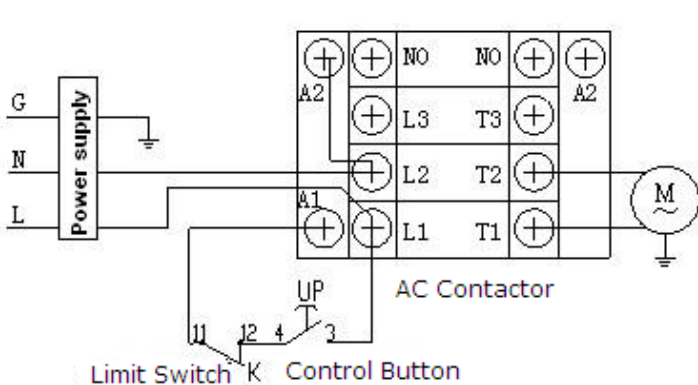 NO NO
A2 A2
G
L3 T3
Power supply
N
L2 T2
M
A1
L
L1 T1
AC Contactor
UP
11 12 4 3
Limit Switch K Control Button